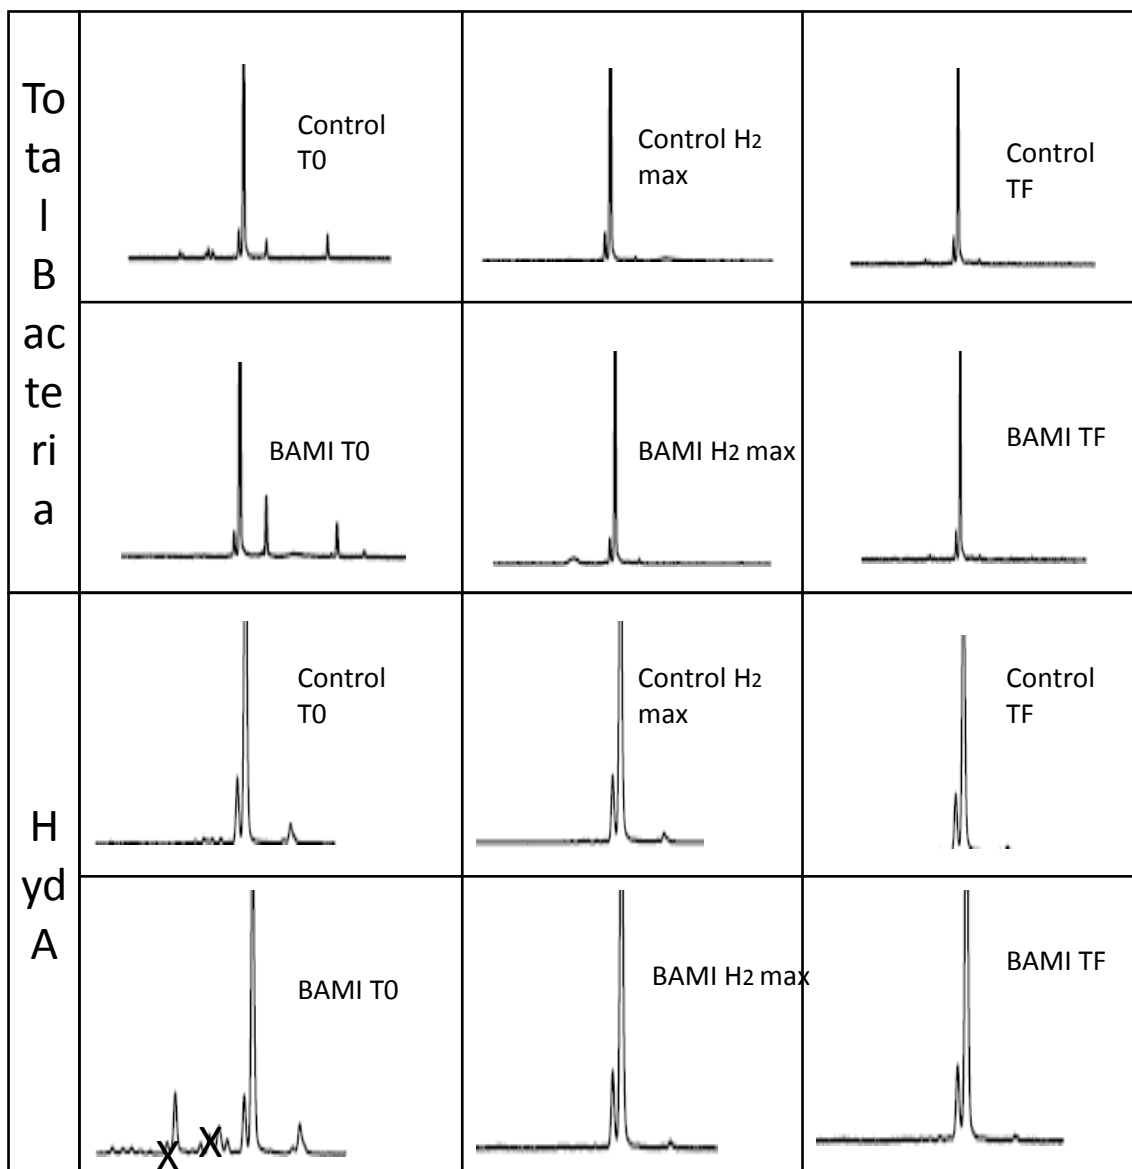 To
ta
l
B
ac
te
ri
a
Control
T0
Control H2
max
Control
TF
BAMI T0
BAMI H2 max
BAMI TF
H
yd
A
Control
T0
Control H2
max
Control
TF
BAMI T0
BAMI H2 max
BAMI TF
X
X